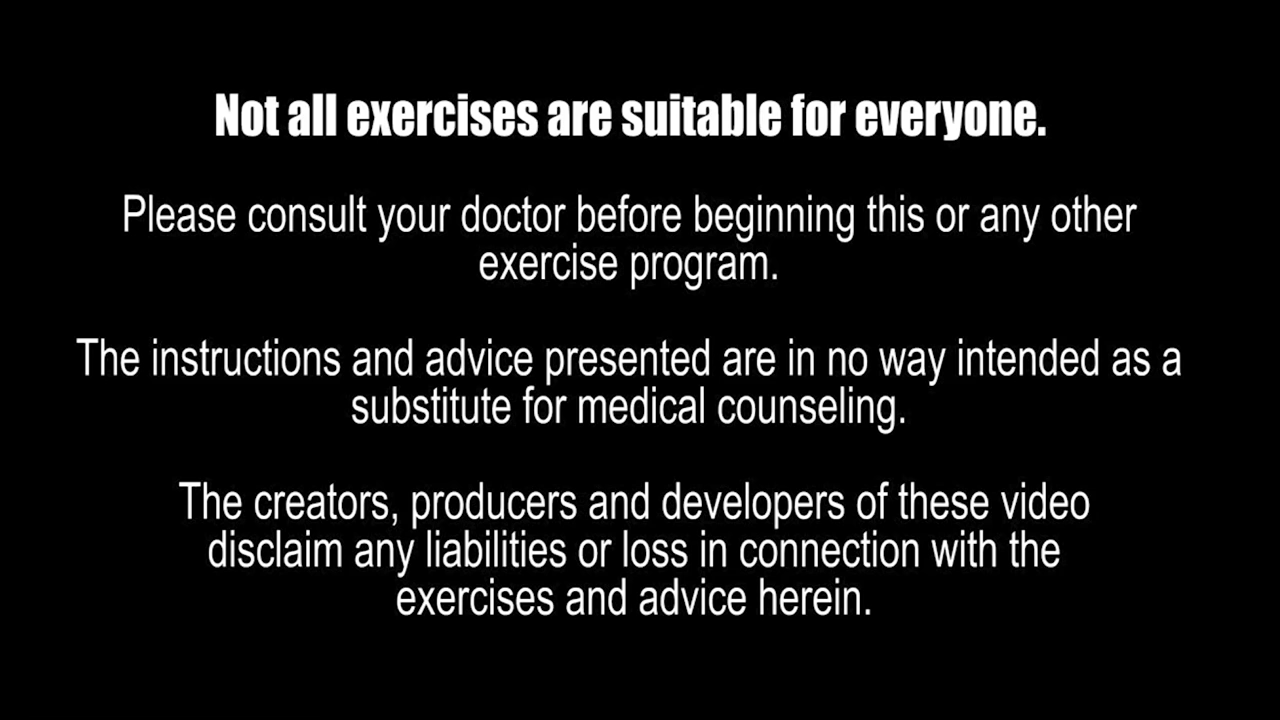 Not all exercises are suitable for everyone.
Please consult your doctor before beginning this or any other
exercise program.
The instructions and advice presented are in no way intended as a
substitute for medical counseling.
The creators, producers and developers of these video
disclaim any liabilities or loss in connection with the
exercises and advice herein.